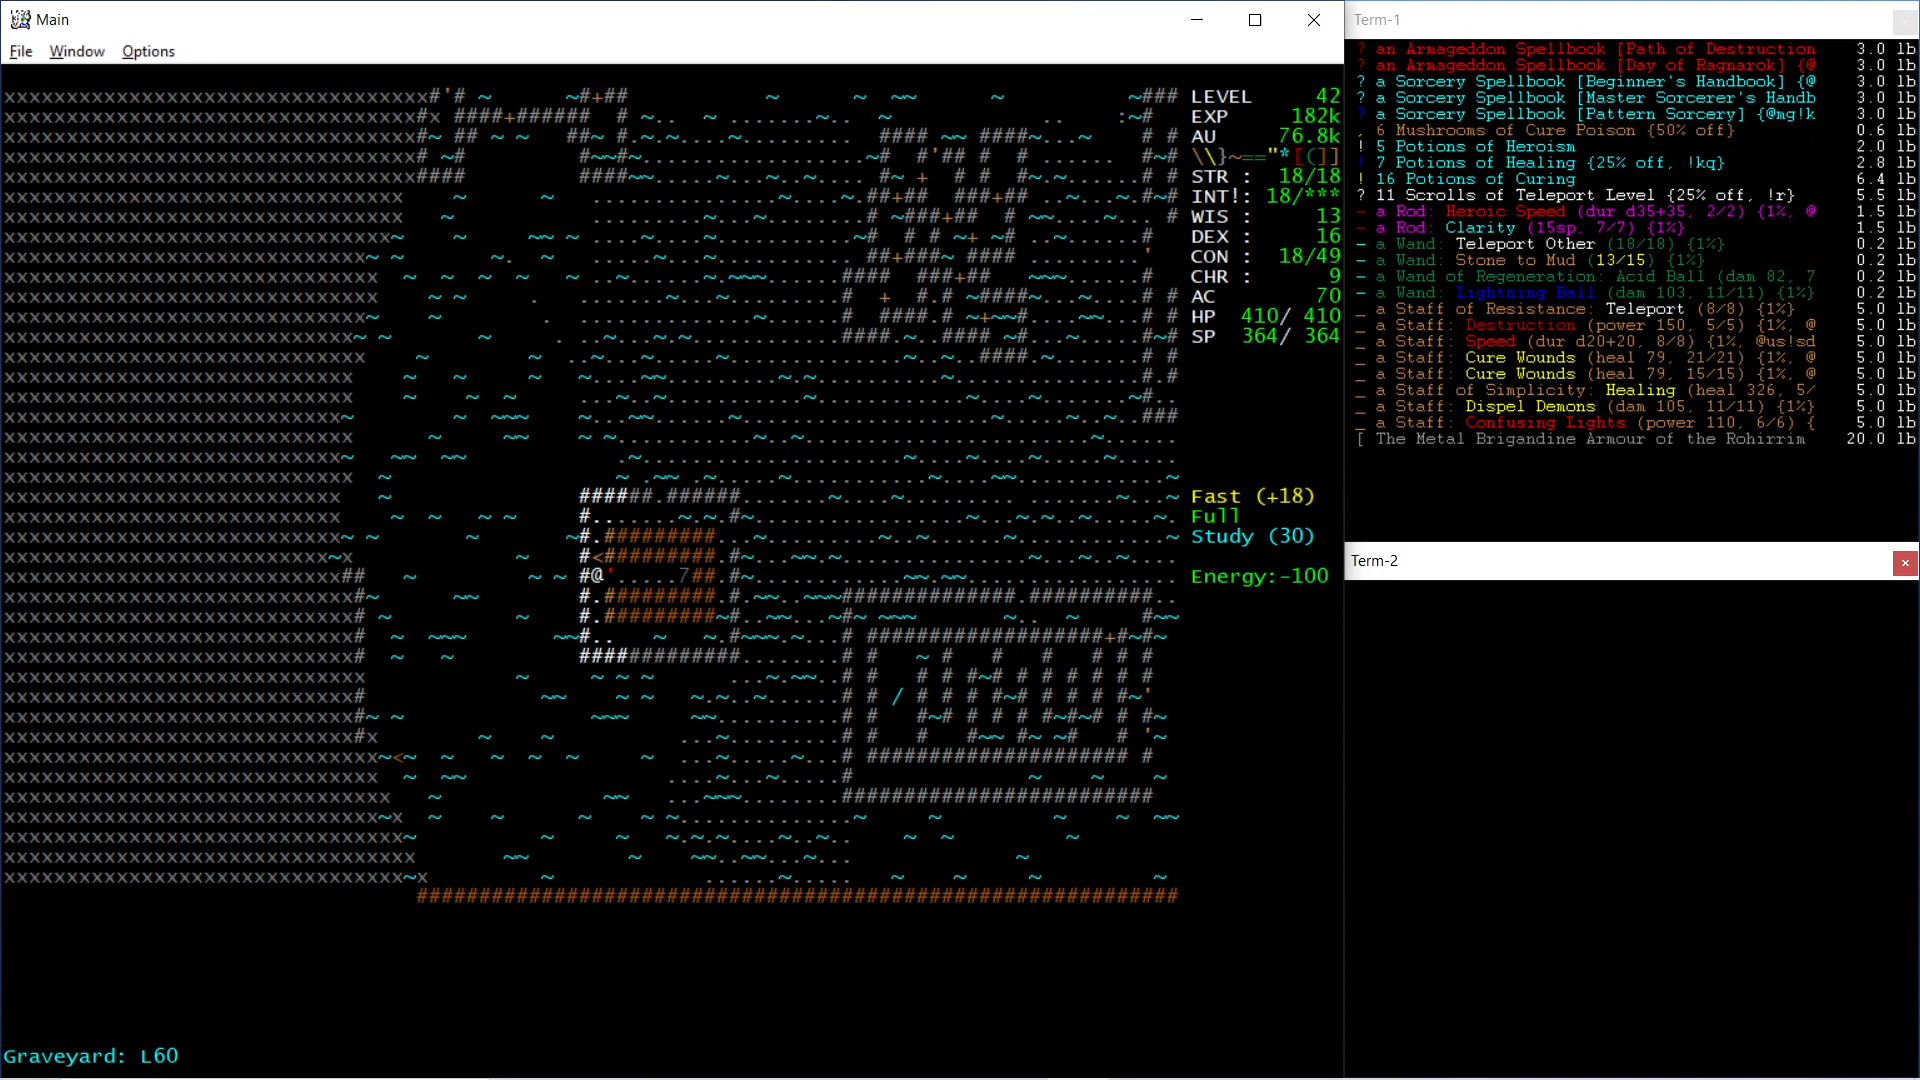 Main
File Window Options
LEVEL 42
EXP 182k
AU 76.8k
\\}~=="*[(]]
STR : 18/18
INT!: 18/***
WIS : 13
DEX : 16
CON : 18/49
CHR : 9
AC 70
HP 410/ 410
SP 364/ 364
Fast (+18)
Full
Study (30)
Energy:-100
Graveyard: L60
Term-1
? an Armageddon Spellbook [Path of Destruction 3.0 lb
? an Armageddon Spellbook [Day of Ragnarok] {@ 3.0 lb
? a Sorcery Spellbook [Beginner's Handbook] {@ 3.0 lb
? a Sorcery Spellbook [Master Sorcerer's Handb 3.0 lb
? a Sorcery Spellbook [Pattern Sorcery] {@mg!k 3.0 lb
, 6 Mushrooms of Cure Poison {50% off} 0.6 lb
! 5 Potions of Heroism 2.0 lb
! 7 Potions of Healing {25% off, !kq} 2.8 lb
! 16 Potions of Curing 6.4 lb
? 11 Scrolls of Teleport Level {25% off, !r} 5.5 lb
- a Rod: Heroic Speed (dur d35+35, 2/2) {1%, @ 1.5 lb
- a Rod: Clarity (15sp, 7/7) {1%} 1.5 lb
- a Wand: Teleport Other (18/18) {1%} 0.2 lb
- a Wand: Stone to Mud (13/15) {1%} 0.2 lb
- a Wand of Regeneration: Acid Ball (dam 82, 7 0.2 lb
- a Wand: Lightning Ball (dam 103, 11/11) {1%} 0.2 lb
_ a Staff of Resistance: Teleport (8/8) {1%} 5.0 lb
_ a Staff: Destruction (power 150, 5/5) {1%, @ 5.0 lb
_ a Staff: Speed (dur d20+20, 8/8) {1%, @us!sd 5.0 lb
_ a Staff: Cure Wounds (heal 79, 21/21) {1%, @ 5.0 lb
_ a Staff: Cure Wounds (heal 79, 15/15) {1%, @ 5.0 lb
_ a Staff of Simplicity: Healing (heal 326, 5/ 5.0 lb
_ a Staff: Dispel Demons (dam 105, 11/11) {1%} 5.0 lb
_ a Staff: Confusing Lights (power 110, 6/6) { 5.0 lb
[ The Metal Brigandine Armour of the Rohirrim 20.0 lb
Term-2